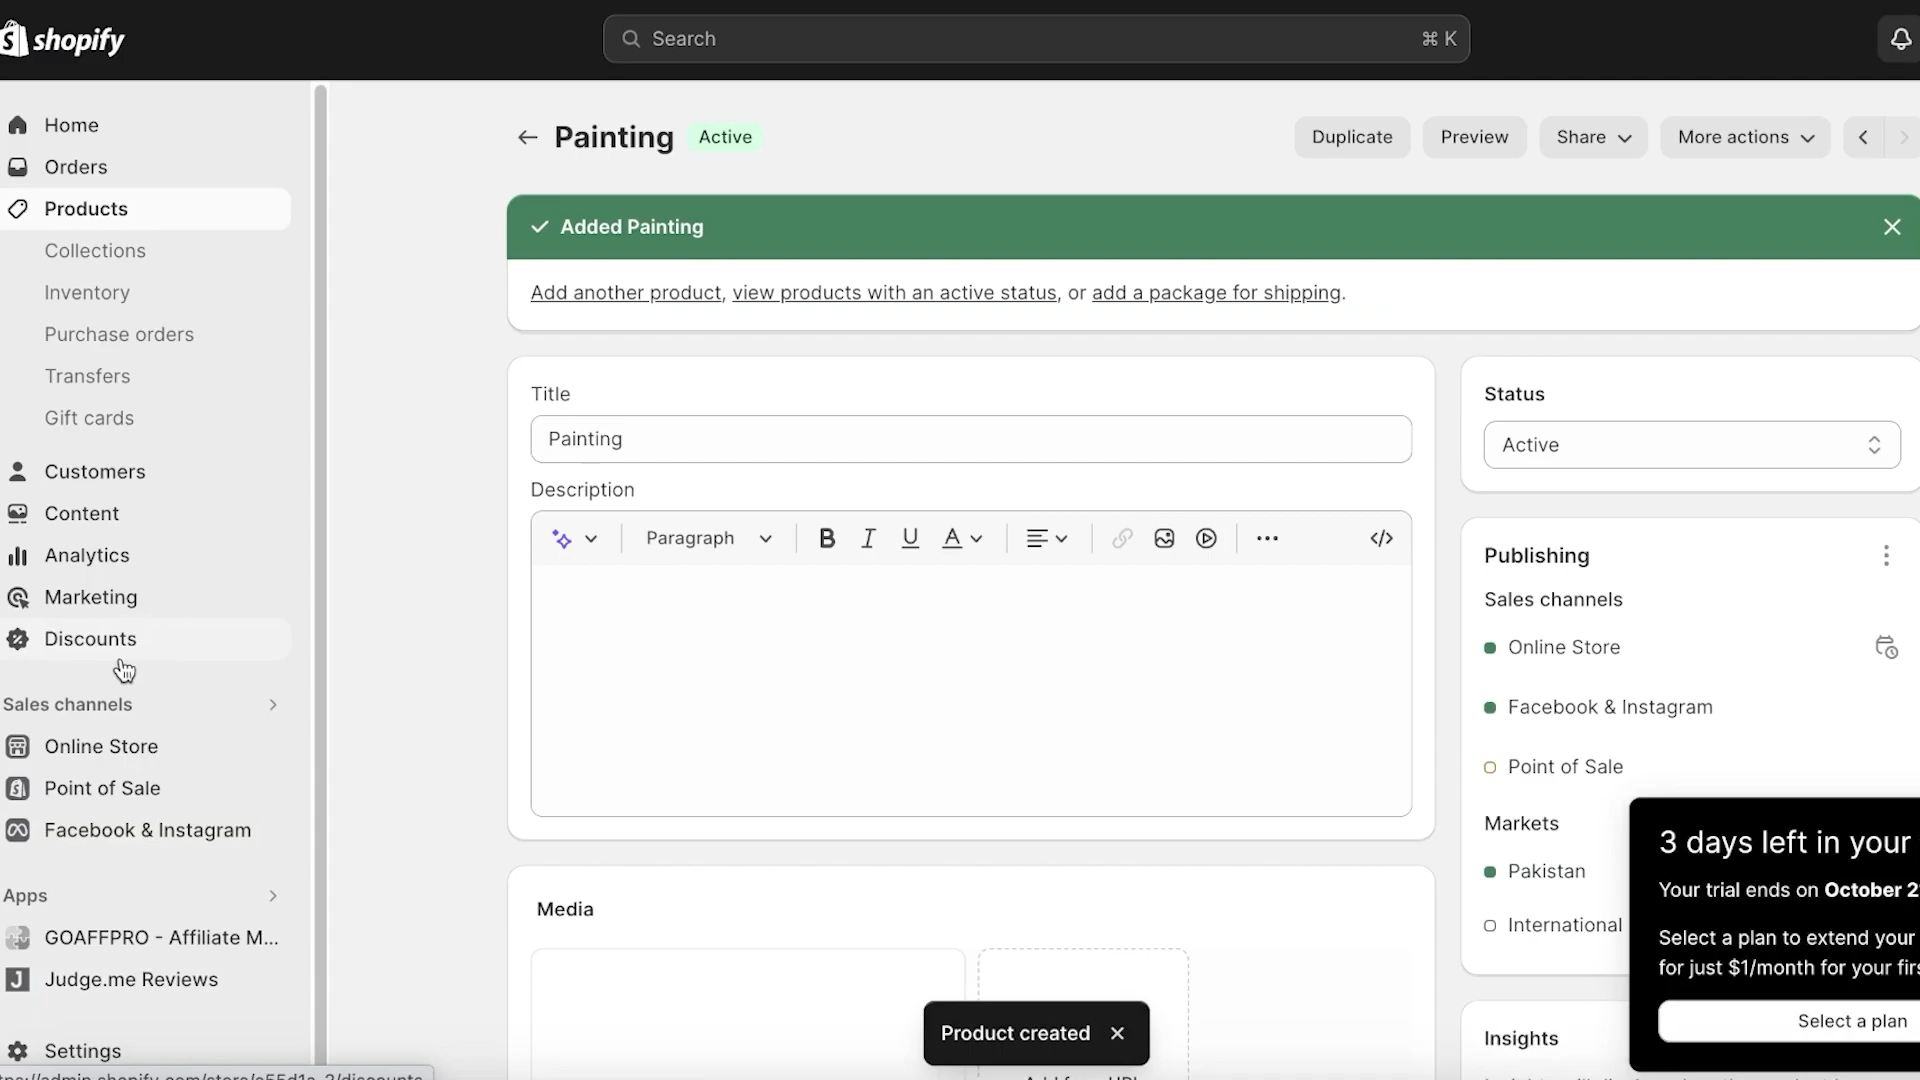 shopify
Search
⌘ K
Home
Orders
Products
Collections
Inventory
Purchase orders
Transfers
Gift cards
Customers
Content
Analytics
Marketing
Discounts
Sales channels
Online Store
Point of Sale
Facebook & Instagram
Apps
GOAFFPRO - Affiliate M...
Judge.me Reviews
Settings
Painting Active
Duplicate
Preview
Share
More actions
Added Painting
Add another product, view products with an active status, or add a package for shipping.
Title
Painting
Description
Paragraph
B I U A
Media
Product created
Status
Active
Publishing
Sales channels
Online Store
Facebook & Instagram
Point of Sale
Markets
Pakistan
International
Insights
3 days left in your
Your trial ends on October
Select a plan to extend your
for just $1/month for your
Select a plan